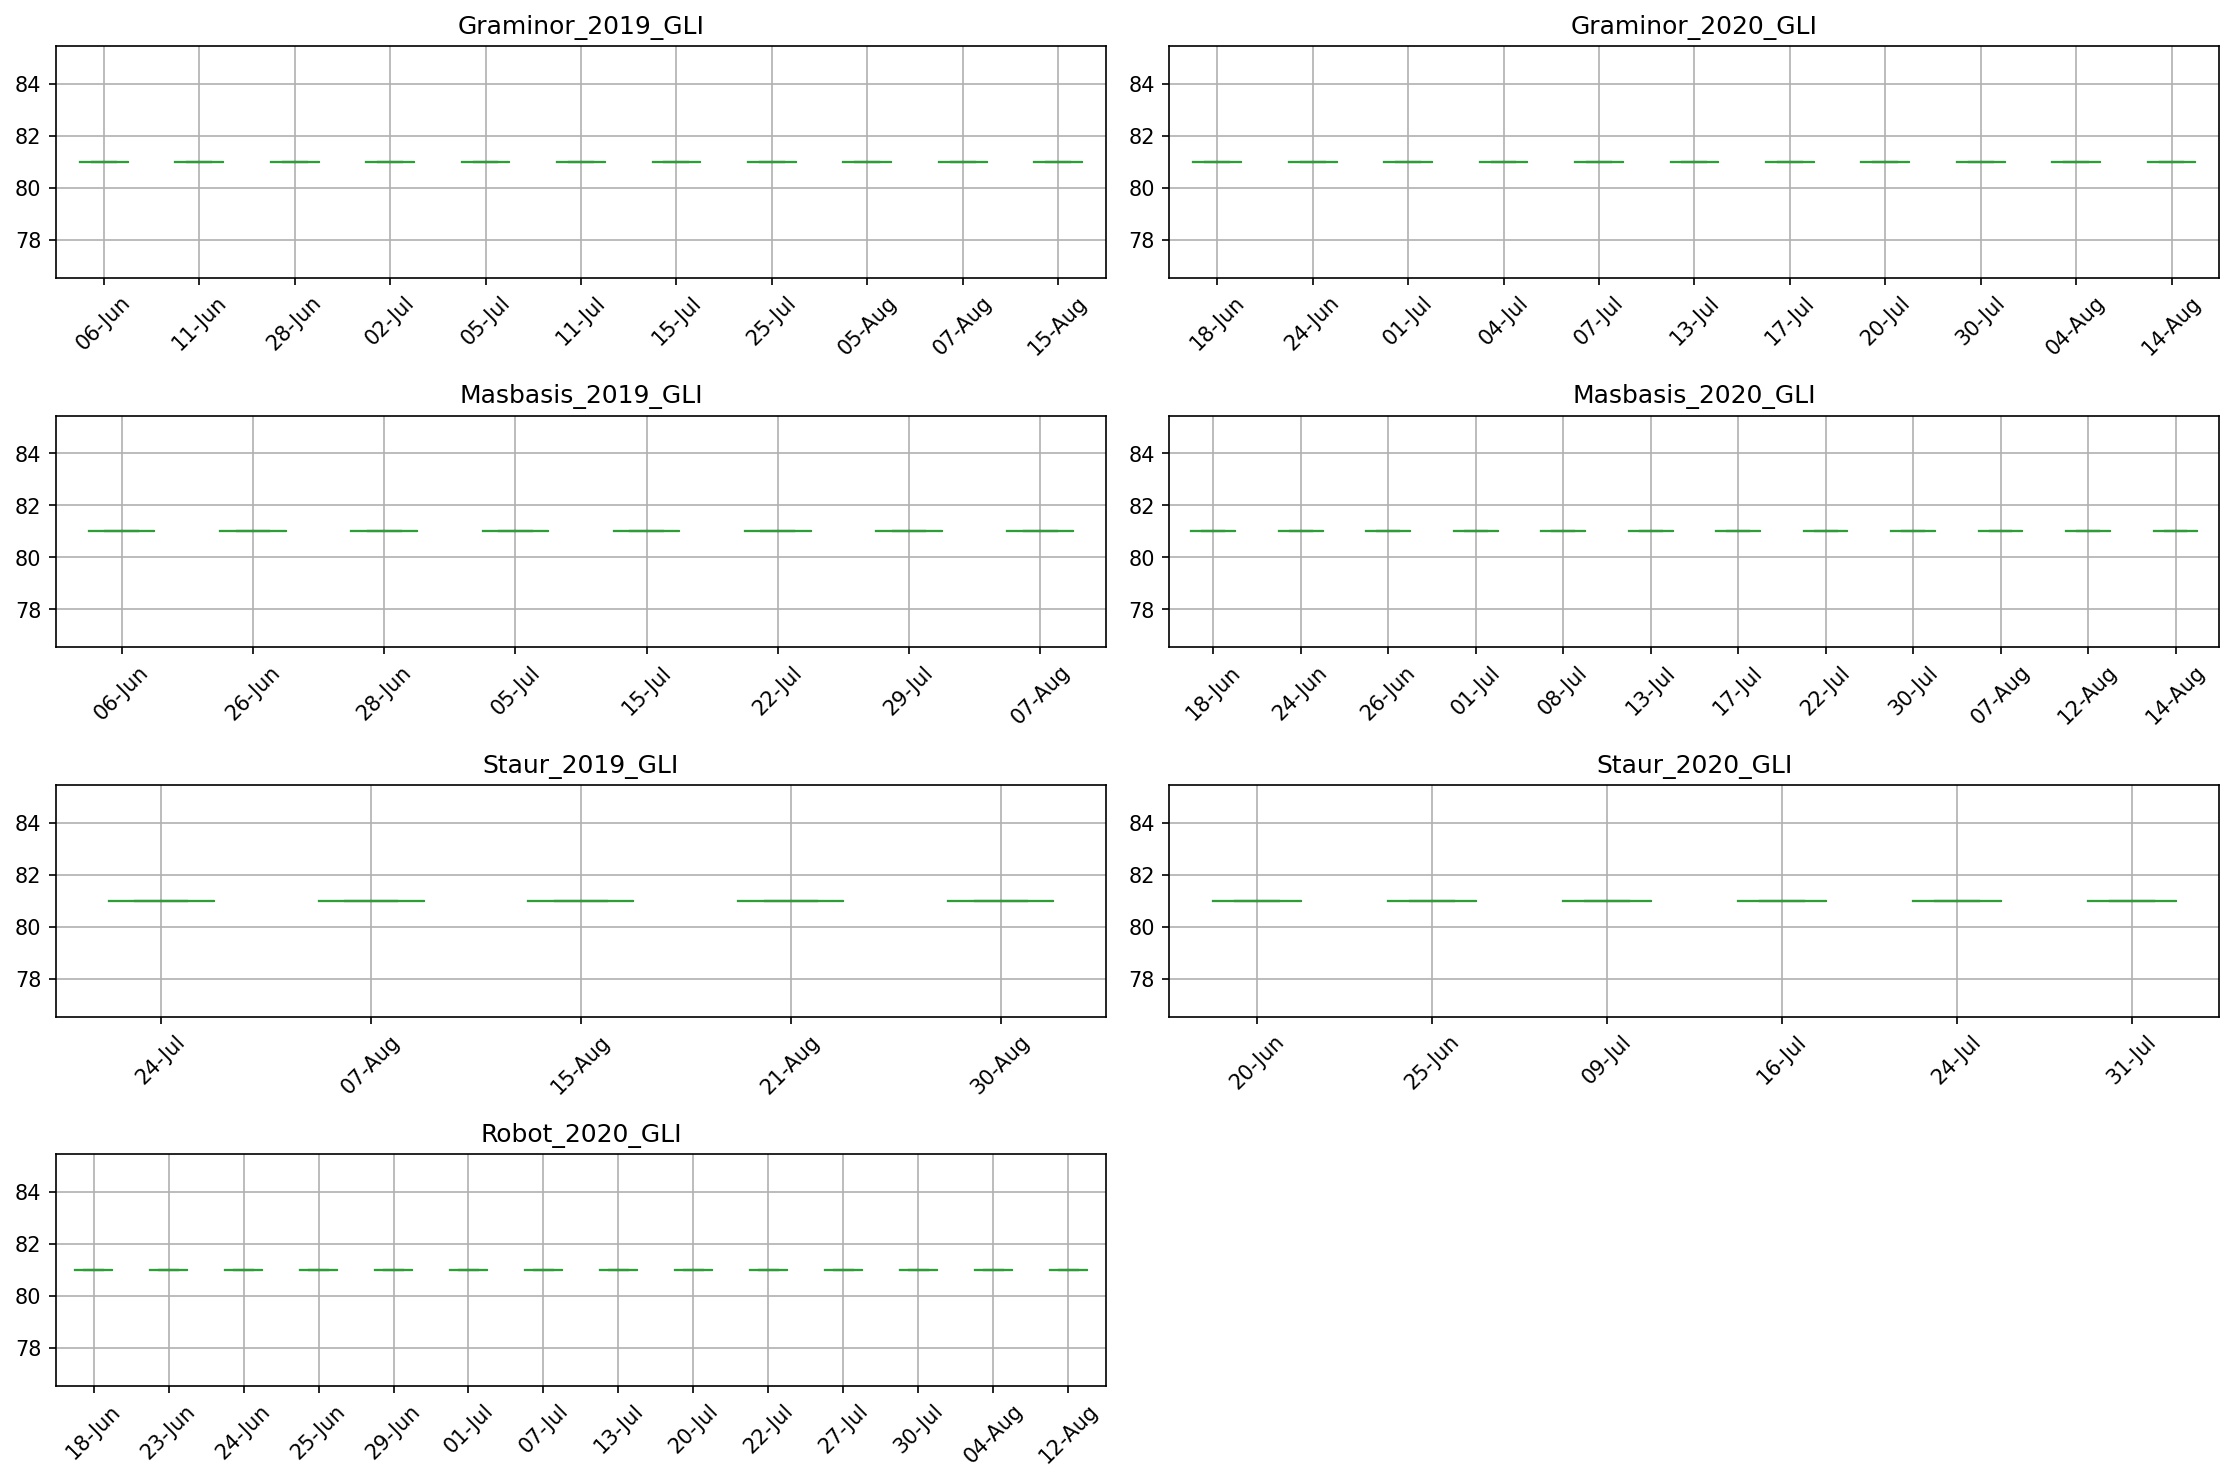 Graminor_2019_GLI
84
82
80
78
06-Jun 11-Jun 28-Jun 02-Jul 05-Jul 11-Jul 15-Jul 25-Jul 05-Aug 07-Aug 15-Aug
Graminor_2020_GLI
84
82
80
78
18-Jun 24-Jun 01-Jul 04-Jul 07-Jul 13-Jul 17-Jul 20-Jul 30-Jul 04-Aug 14-Aug
Masbasis_2019_GLI
84
82
80
78
06-Jun 26-Jun 28-Jun 05-Jul 15-Jul 22-Jul 29-Jul 07-Aug
Masbasis_2020_GLI
84
82
80
78
18-Jun 24-Jun 26-Jun 01-Jul 08-Jul 13-Jul 17-Jul 22-Jul 30-Jul 07-Aug 12-Aug 14-Aug
Staur_2019_GLI
84
82
80
78
24-Jul 07-Aug 15-Aug 21-Aug 30-Aug
Staur_2020_GLI
84
82
80
78
20-Jun 25-Jun 09-Jul 16-Jul 24-Jul 31-Jul
Robot_2020_GLI
84
82
80
78
18-Jun 23-Jun 24-Jun 25-Jun 29-Jun 01-Jul 07-Jul 13-Jul 20-Jul 22-Jul 27-Jul 30-Jul 04-Aug 12-Aug